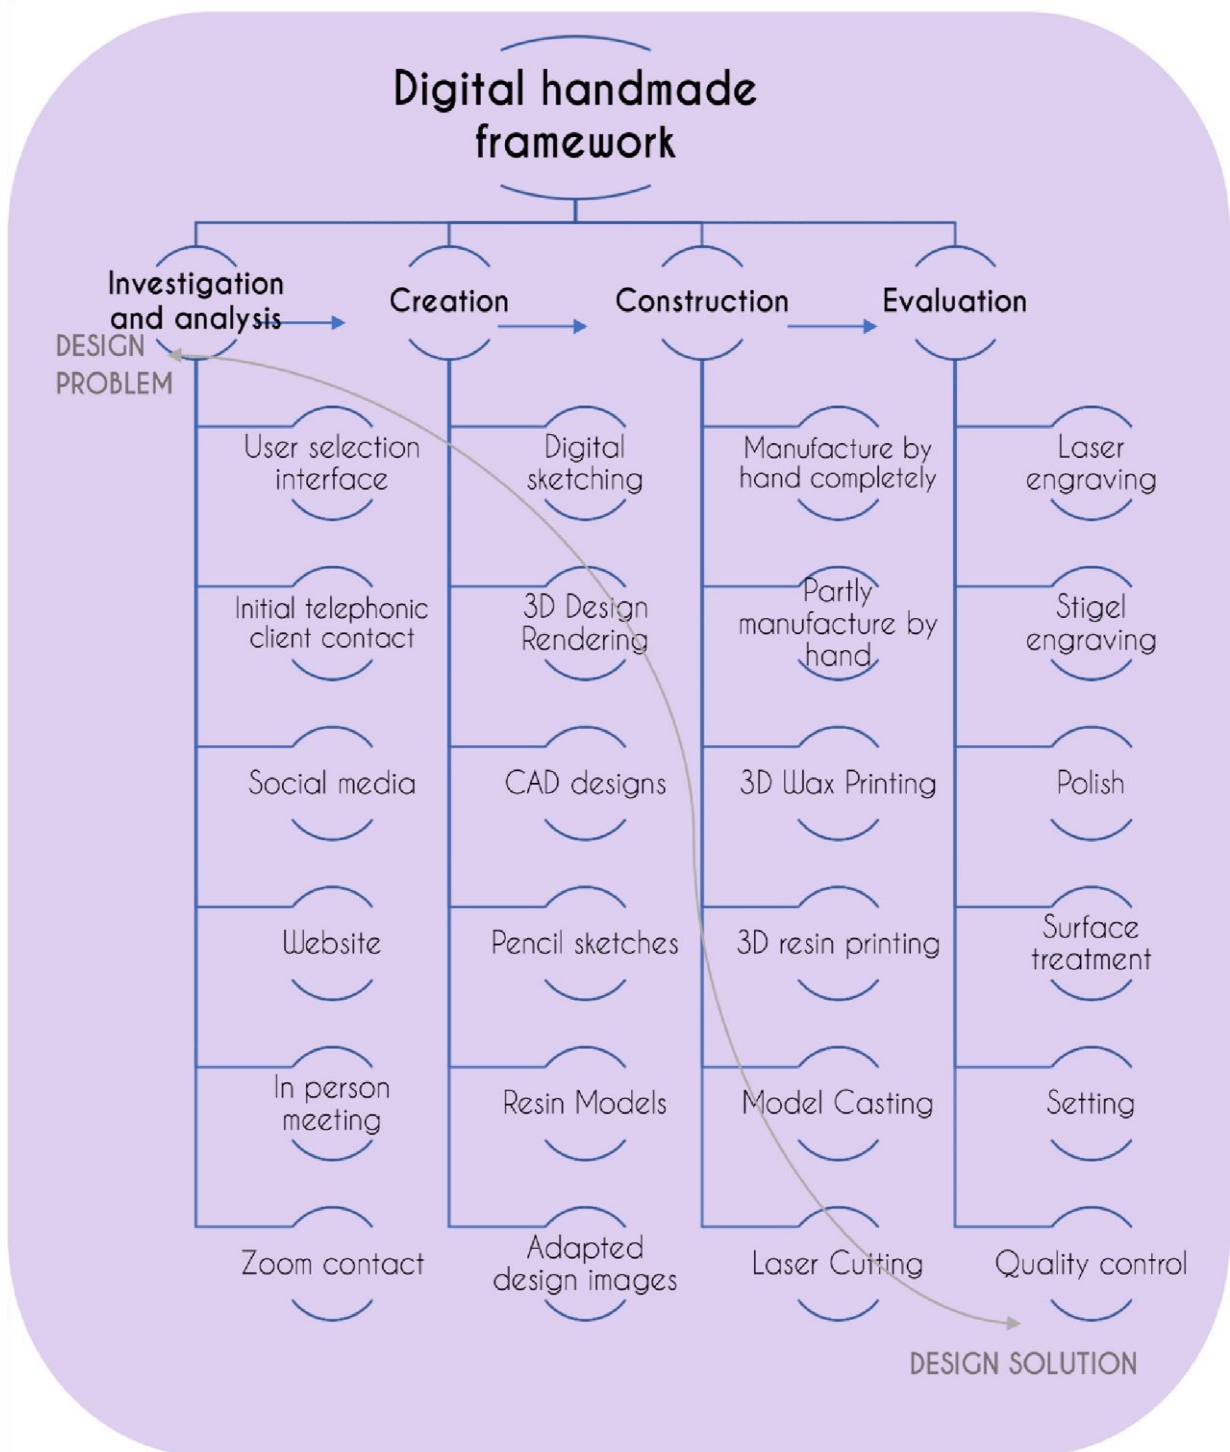 Digital handmade
framework
Investigation
and analysis
Creation
Construction
Evaluation
DESIGN
PROBLEM
User selection
interface
Digital
sketching
Manufacture by
hand completely
Laser
engraving
Initial telephonic
client contact
3D Design
Rendering
Partly
manufacture by
hand
Stigel
engraving
Social media
CAD designs
3D Wax Printing
Polish
Website
Pencil sketches
3D resin printing
Surface
treatment
In person
meeting
Resin Models
Model Casting
Setting
Zoom contact
Adapted
design images
Laser Cutting
Quality control
DESIGN SOLUTION